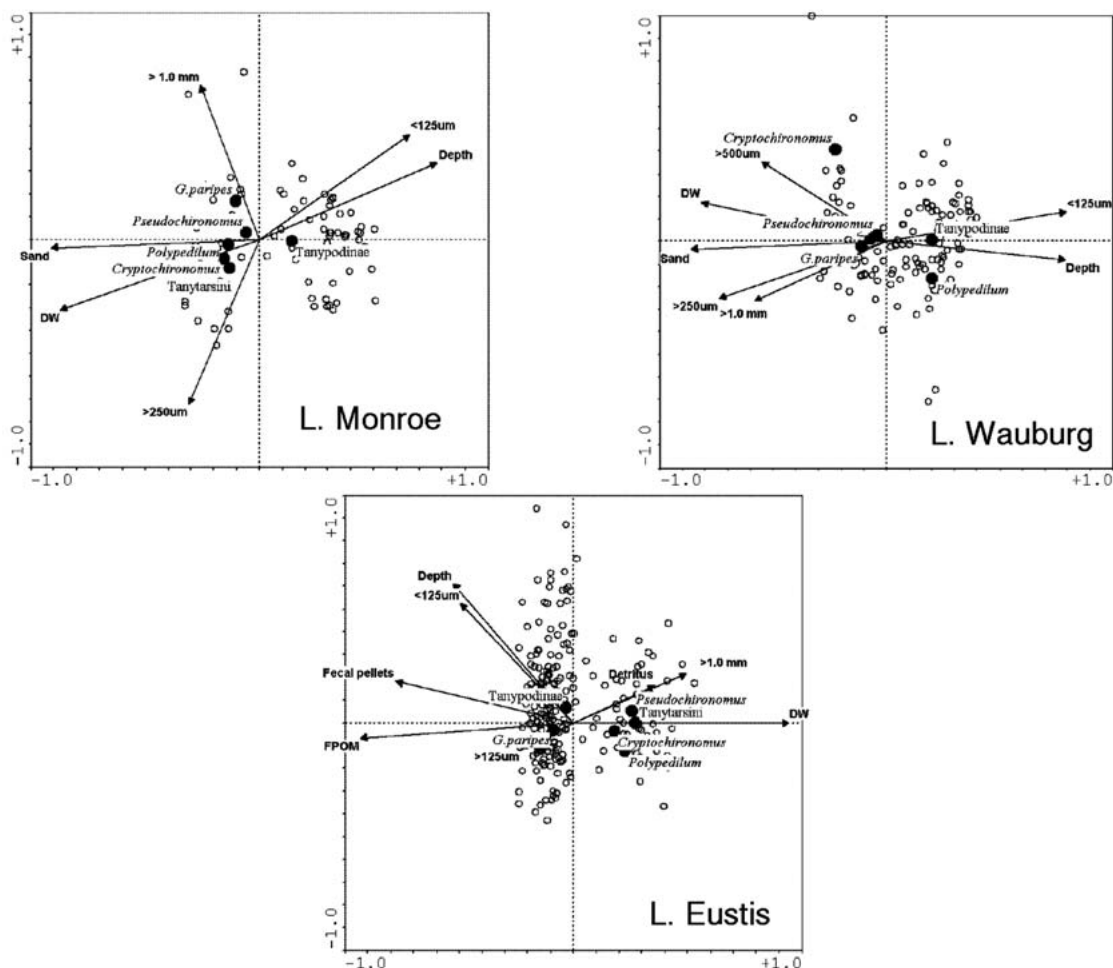 +1.0
> 1.0 mm
<125um
Depth
G.paripes
Pseudochironomus
Tanypodinae
Sand
Polypedilum
Cryptochironomus
Tanytarsini
DW
>250um
L. Monroe
-1.0
-1.0
+1.0
+1.0
Cryptochironomus
>500um
DW
<125um
Pseudochironomus
Tanypodinae
Sand
G.paripes
Depth
Polypedilum
>250um
>1.0 mm
L. Wauburg
-1.0
-1.0
+1.0
+1.0
Depth
<125um
>1.0 mm
Fecal pellets
Detritus
Tanypodinae
Pseudochironomus
Tanytarsini
DW
FPOM
G.paripes
Cryptochironomus
>125um
Polypedilum
L. Eustis
-1.0
-1.0
+1.0